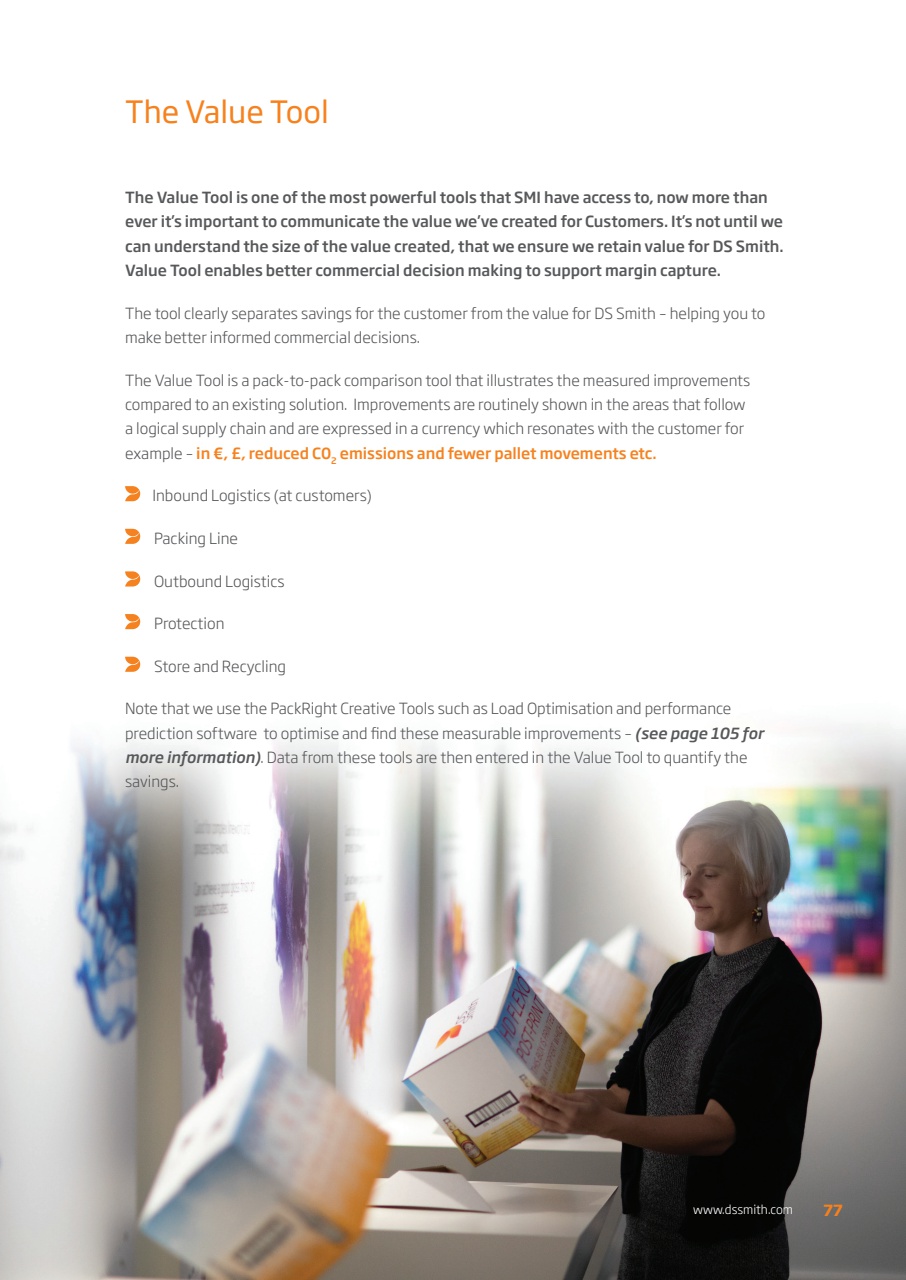 The Value Tool
The Value Tool is one of the most powerful tools that SMI have access to, now more than
ever it's important to communicate the value we've created for Customers. It's not until we
can understand the size of the value created, that we ensure we retain value for DS Smith.
Value Tool enables better commercial decision making to support margin capture.
The tool clearly separates savings for the customer from the value for DS Smith – helping you to
make better informed commercial decisions.
The Value Tool is a pack-to-pack comparison tool that illustrates the measured improvements
compared to an existing solution.  Improvements are routinely shown in the areas that follow
a logical supply chain and are expressed in a currency which resonates with the customer for
example – in €, £, reduced CO₂ emissions and fewer pallet movements etc.
Inbound Logistics (at customers)
Packing Line
Outbound Logistics
Protection
Store and Recycling
Note that we use the PackRight Creative Tools such as Load Optimisation and performance
prediction software  to optimise and find these measurable improvements – (see page 105 for
more information). Data from these tools are then entered in the Value Tool to quantify the
savings.
HD FLEXO
POST-PRINT
www.dssmith.com 77